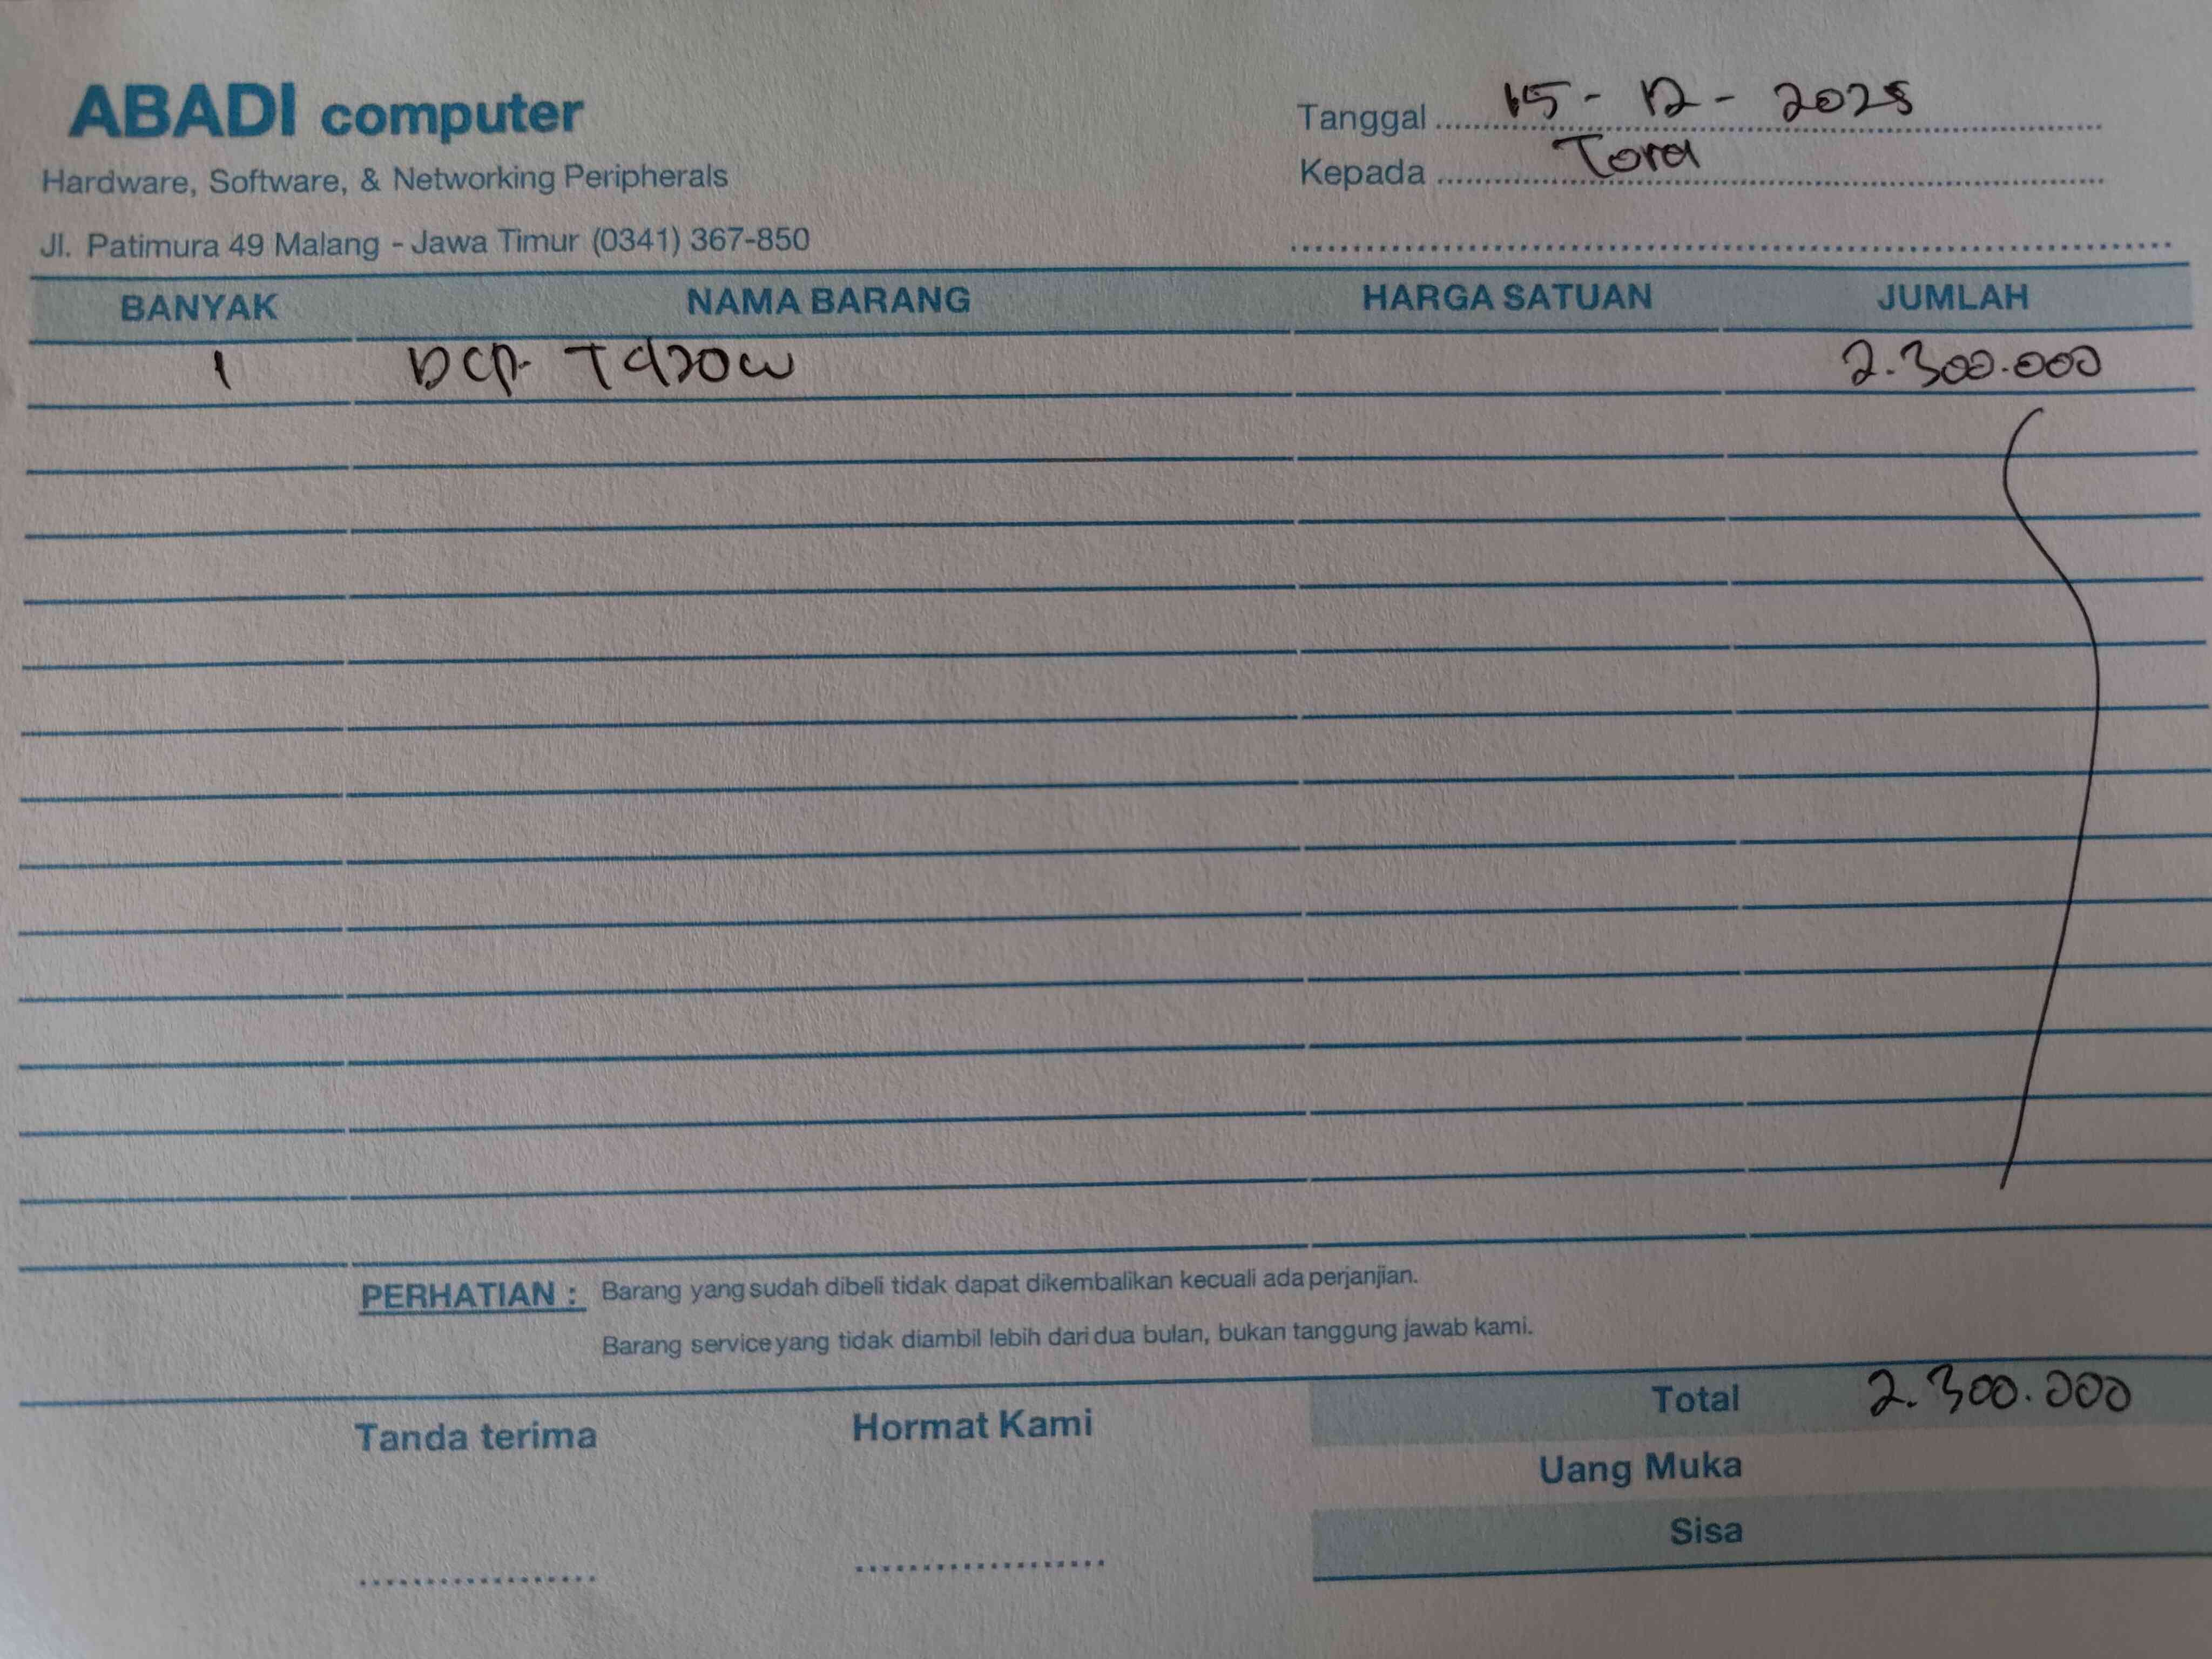 ABADI computer
Hardware, Software, & Networking Peripherals
Jl. Patimura 49 Malang - Jawa Timur (0341) 367-850
Tanggal 15 - 12 - 2025
Kepada Tora
BANYAK NAMA BARANG HARGA SATUAN JUMLAH
1 DCP- T420W 2.300.000
PERHATIAN : Barang yang sudah dibeli tidak dapat dikembalikan kecuali ada perjanjian.
Barang service yang tidak diambil lebih dari dua bulan, bukan tanggung jawab kami.
Tanda terima Hormat Kami
Total 2.300.000
Uang Muka
Sisa